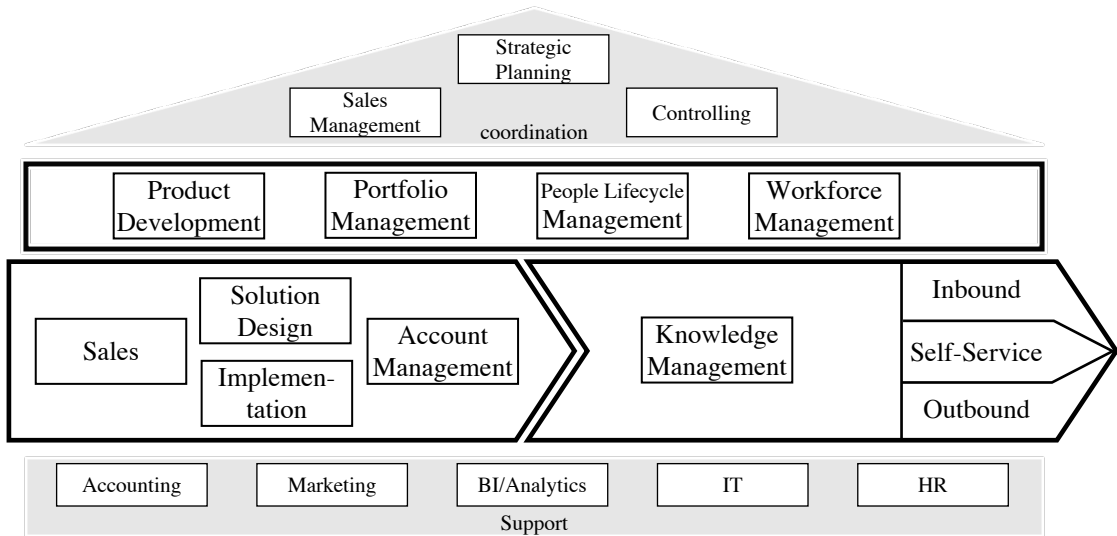 Strategic
Planning
Sales
Management
Controlling
coordination
Product
Development
Portfolio
Management
People Lifecycle
Management
Workforce
Management
Sales
Solution
Design
Implemen-
tation
Account
Management
Knowledge
Management
Inbound
Self-Service
Outbound
Accounting
Marketing
BI/Analytics
IT
HR
Support